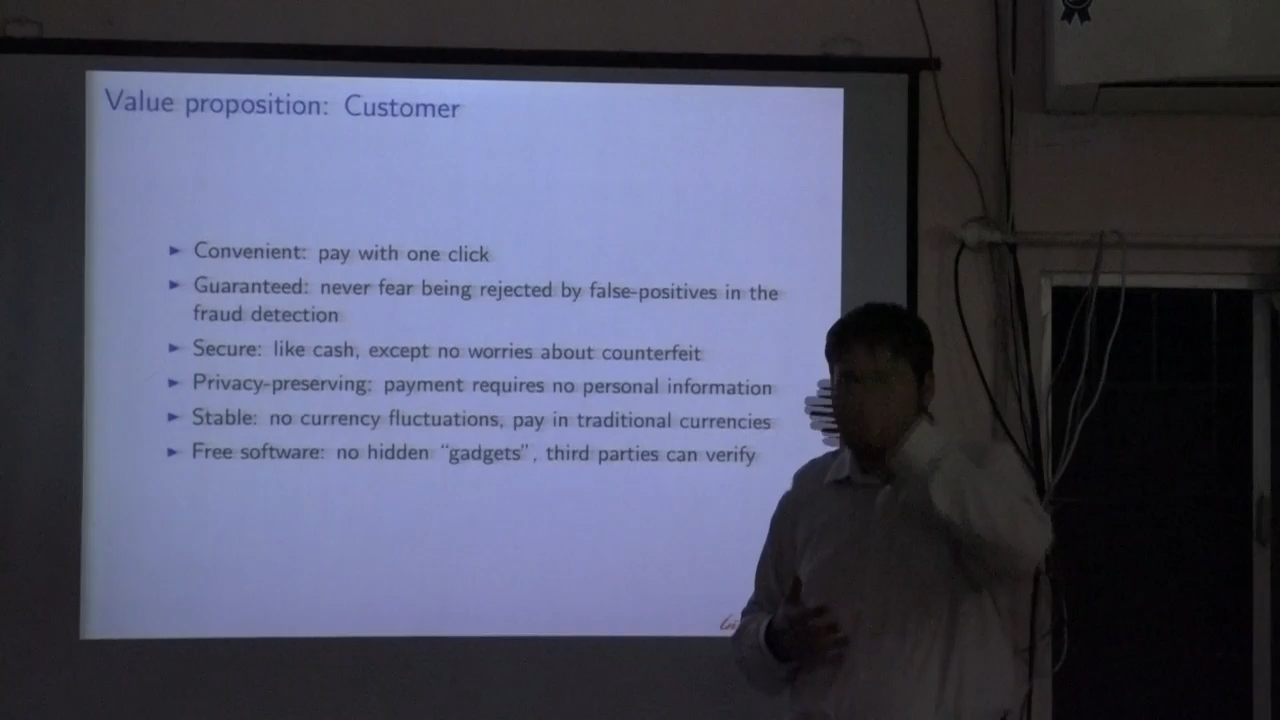 Value proposition: Customer
► Convenient: pay with one click
► Guaranteed: never fear being rejected by false-positives in the
fraud detection
► Secure: like cash, except no worries about counterfeit
► Privacy-preserving: payment requires no personal information
► Stable: no currency fluctuations, pay in traditional currencies
► Free software: no hidden “gadgets”, third parties can verify